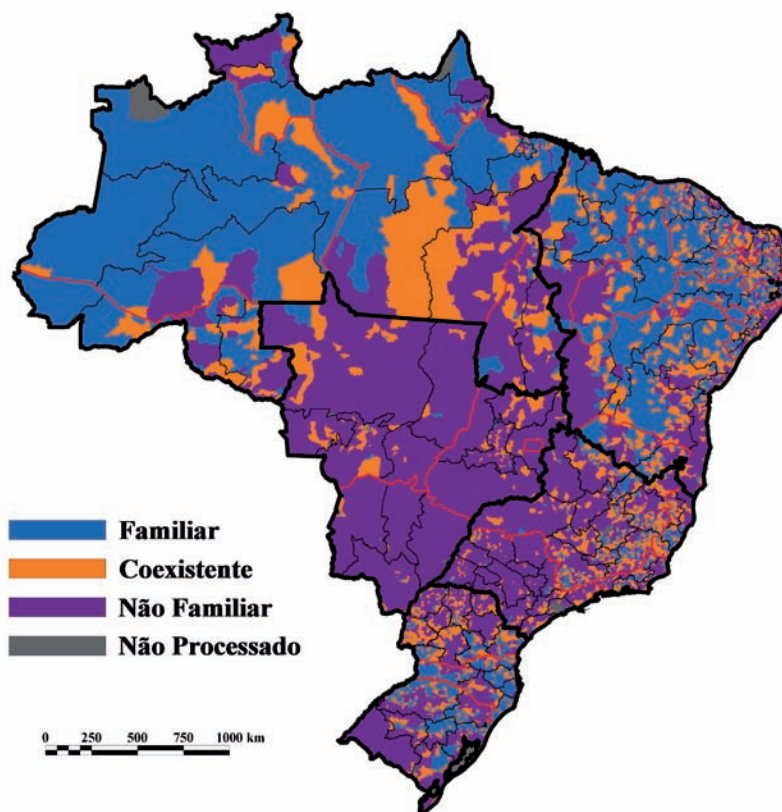 Familiar
Coexistente
Não Familiar
Não Processado
0 250 500 750 1000 km